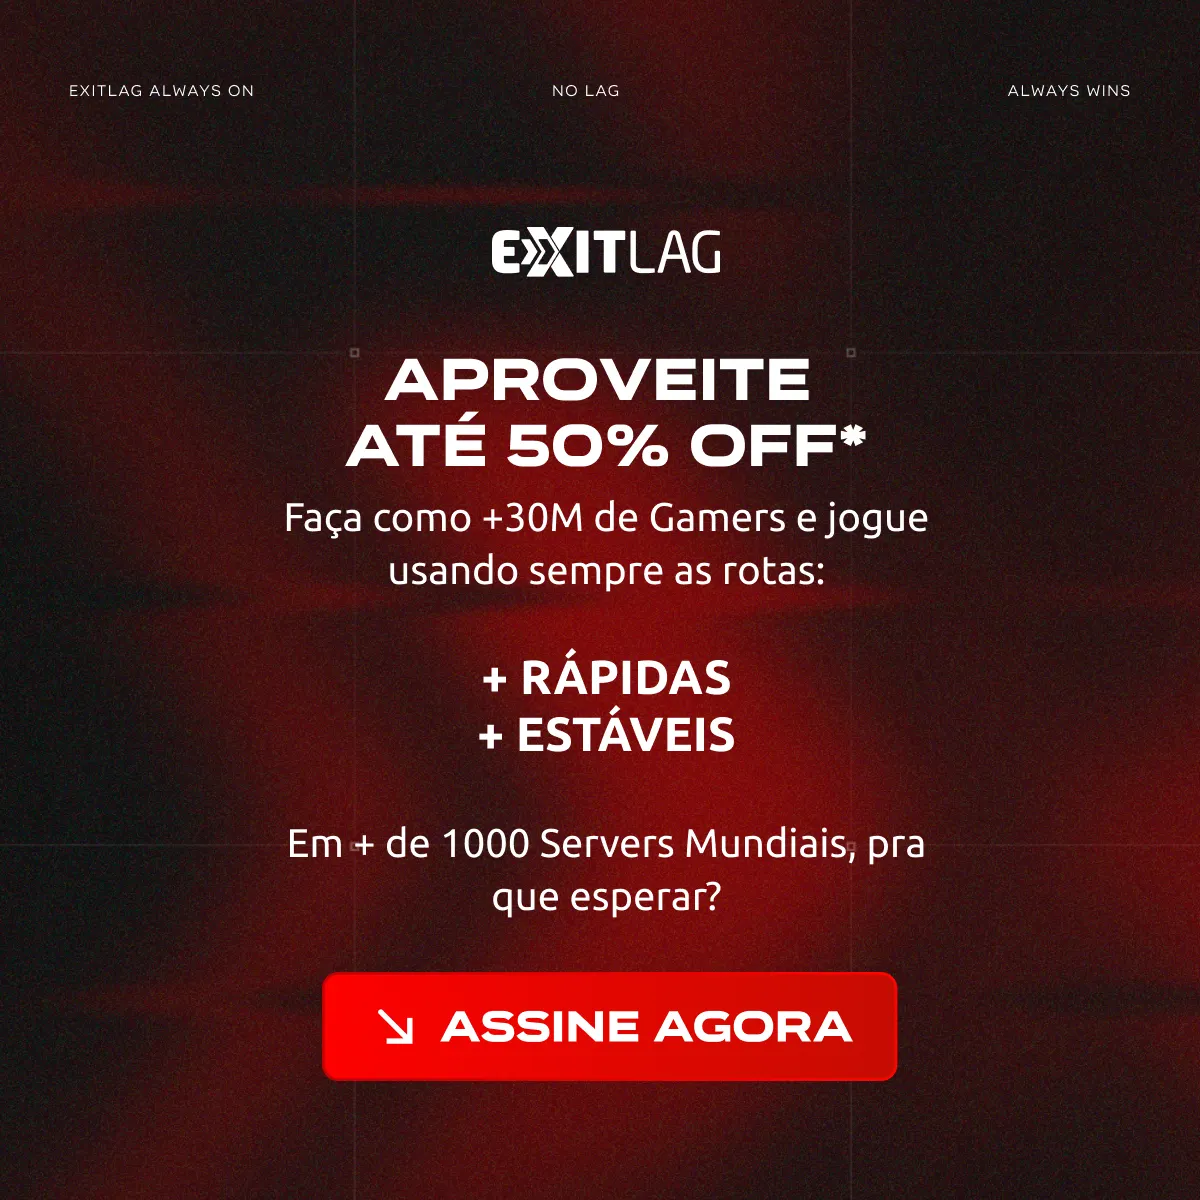 EXITLAG ALWAYS ON
NO LAG
ALWAYS WINS
EXITLAG
APROVEITE
ATÉ 50% OFF*
Faça como +30M de Gamers e jogue
usando sempre as rotas:
+ RÁPIDAS
+ ESTÁVEIS
Em + de 1000 Servers Mundiais, pra
que esperar?
ASSINE AGORA